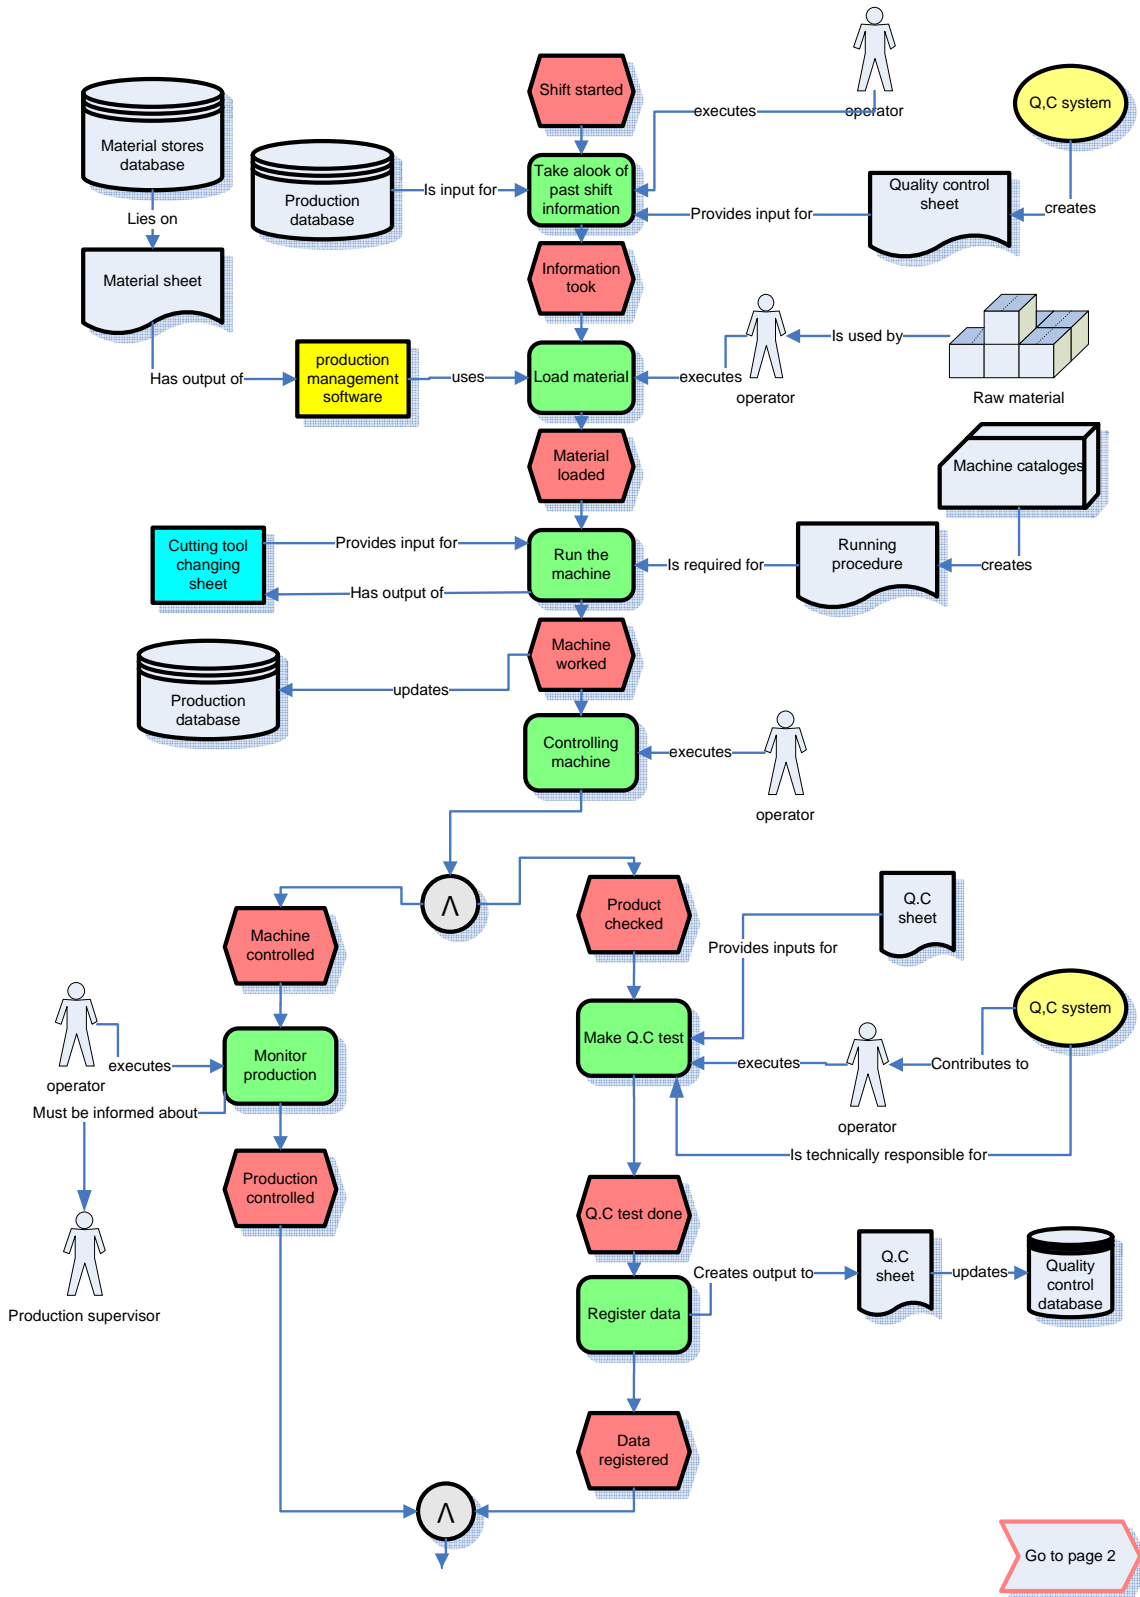 Shift started
executes
operator
Q,C system
Material stores
database
Production
database
Is input for
Take alook of
past shift
information
Provides input for
Quality control
sheet
creates
Lies on
Material sheet
Information
took
Has output of
production
management
software
uses
Load material
executes
operator
Is used by
Raw material
Material
loaded
Machine cataloges
Cutting tool
changing
sheet
Provides input for
Has output of
Run the
machine
Is required for
Running
procedure
creates
Machine
worked
updates
Production
database
Controlling
machine
executes
operator
Λ
Machine
controlled
Product
checked
Provides inputs for
Q.C
sheet
operator
executes
Monitor
production
Must be informed about
Make Q.C test
executes
operator
Contributes to
Q,C system
Is technically responsible for
Production
controlled
Production supervisor
Q.C test done
Register data
Creates output to
Q.C
sheet
updates
Quality
control
database
Data
registered
Λ
Go to page 2